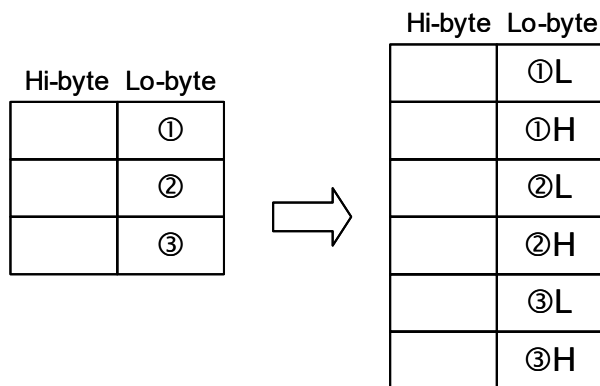 Hi-byte Lo-byte
①
②
③
Hi-byte Lo-byte
①L
①H
②L
②H
③L
③H